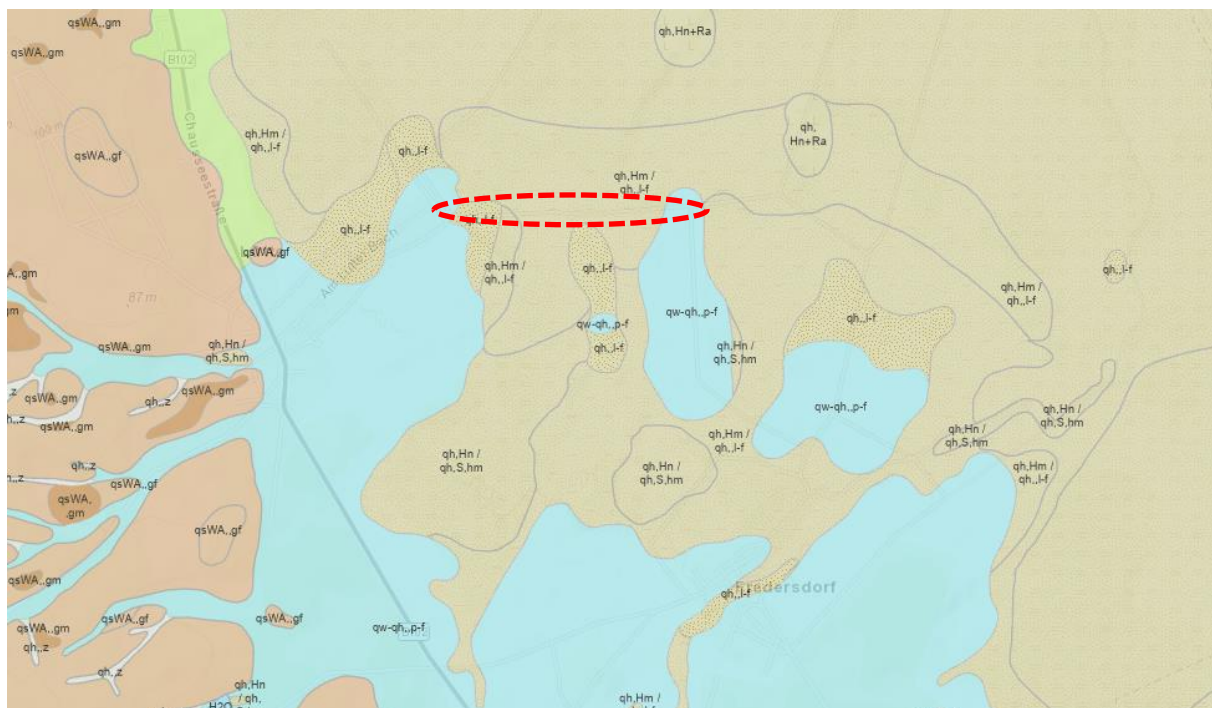 qsWA,,gm
qsWA,,gm
B102
qh,Hn+Ra
100 m
Chausseestraße
qsWA,,gf
qh,Hm /
qh,,l-f
qh,,l-f
qh,
Hn+Ra
qh,Hm /
qh,,l-f
qh,,l-f
qh,,l-f
qsWA,,gf
qh,Hm /
qh,,l-f
qh,,l-f
qh,,l-f
qh,Hm /
qh,,l-f
87 m
qh,,l-f
qw-qh,,p-f
qw-qh,,p-f
qh,,l-f
qsWA,,gm
qh,Hn /
qh,S,hm
qh,Hn /
qh,S,hm
qsWA,,gm
qsWA,,gm
qh,,z
qsWA,,gm
qw-qh,,p-f
qh,Hn /
qh,S,hm
qh,Hn /
qh,S,hm
qh,Hm /
qh,,l-f
qh,Hn /
qh,S,hm
qh,Hn /
qh,S,hm
qh,Hm /
qh,,l-f
qh,,z
qsWA,,gf
qsWA,
,gm
qsWA,,gf
qsWA,,gm
Fredersdorf
qh,,l-f
qsWA,,gm
qsWA,,gf
qsWA,,gf
qw-qh,,p-f
qh,,z
qh,,z
qh,Hn
/ qh,
H2O
qh,Hm /